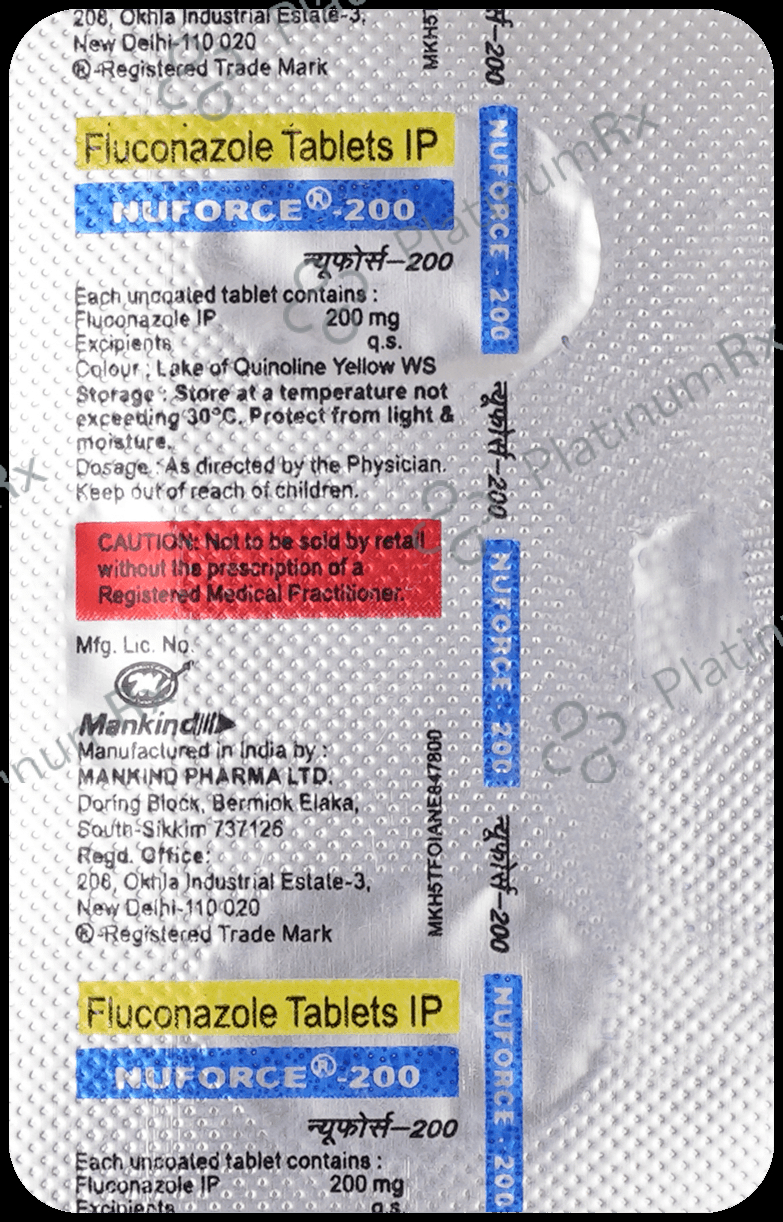 208, Okhla Industrial Estate-3,
New Delhi-110 020
®-Registered Trade Mark
Fluconazole Tablets IP
NUFORCE®-200
न्यूफोर्स–200
Each uncoated tablet contains :
Fluconazole IP 200 mg
Excipients q.s.
Colour : Lake of Quinoline Yellow WS
Storage : Store at a temperature not
exceeding 30°C. Protect from light &
moisture.
Dosage : As directed by the Physician.
Keep out of reach of children.
CAUTION: Not to be sold by retail
without the prescription of a
Registered Medical Practitioner.
Mfg. Lic. No.
Mankind
Manufactured in India by :
MANKIND PHARMA LTD.
Doring Block, Bermiok Elaka,
South-Sikkim 737126
Regd. Office:
208, Okhla Industrial Estate-3,
New Delhi-110 020
®-Registered Trade Mark
Fluconazole Tablets IP
NUFORCE®-200
न्यूफोर्स–200
Each uncoated tablet contains :
Fluconazole IP 200 mg
Excipients q.s.
MKH5T
MKH5TFOIANE847800
र्स–200
NUFORCE - 200
न्यूफोर्स–200
NUFORCE - 200
न्यूफोर्स–200
NUFORCE - 200
PlatinumRx
PlatinumRx
Platin
Rx